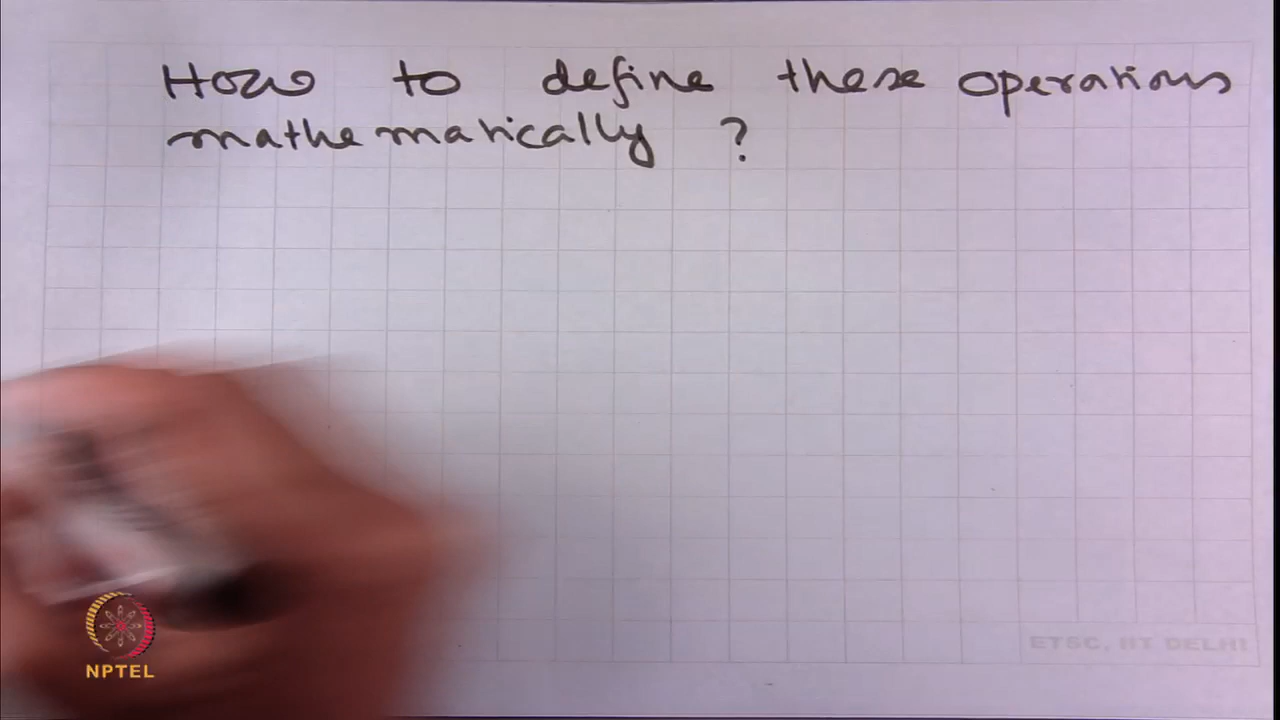 How to define these operations
mathematically ?
ETSC, IIT DELHI
NPTEL